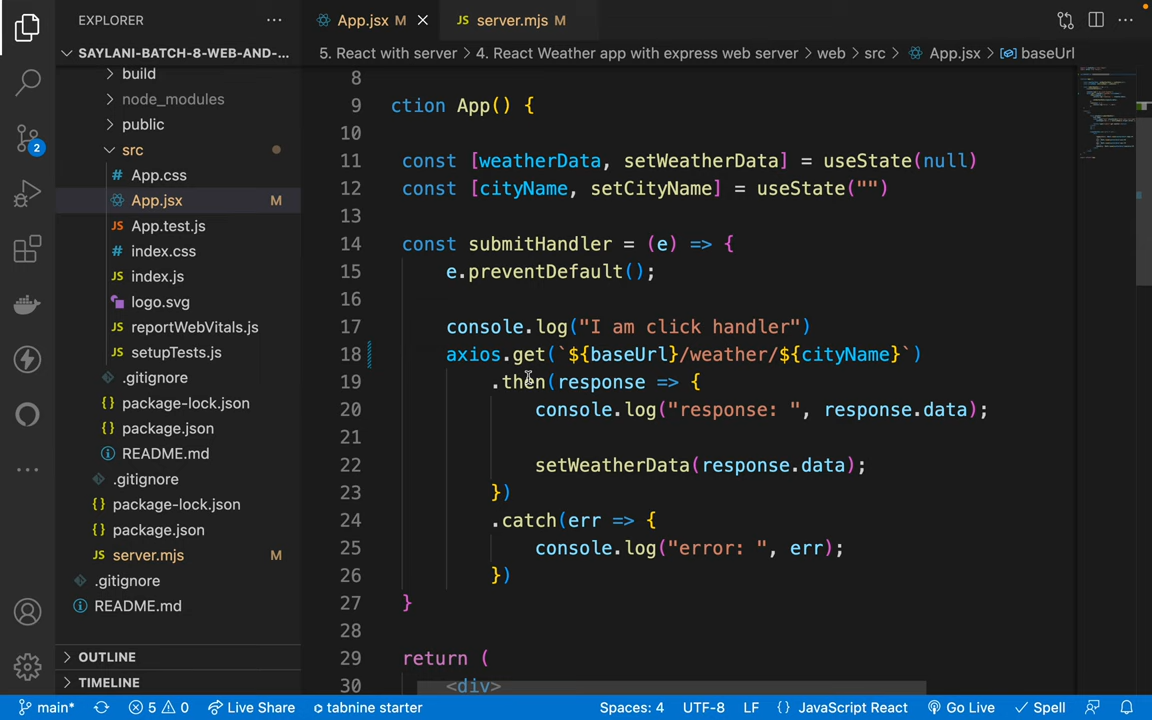 EXPLORER
App.jsx M
server.mjs M
SAYLANI-BATCH-8-WEB-AND-...
5. React with server > 4. React Weather app with express web server > web > src > App.jsx > baseUrl
build
node_modules
public
src
App.css
App.jsx M
App.test.js
index.css
index.js
logo.svg
reportWebVitals.js
setupTests.js
.gitignore
package-lock.json
package.json
README.md
.gitignore
package-lock.json
package.json
server.mjs M
.gitignore
README.md
OUTLINE
TIMELINE
2
8
9 ction App() {
10
11 const [weatherData, setWeatherData] = useState(null)
12 const [cityName, setCityName] = useState("")
13
14 const submitHandler = (e) => {
15 e.preventDefault();
16
17 console.log("I am click handler")
18 axios.get(`${baseUrl}/weather/${cityName}`)
19 .then(response => {
20 console.log("response: ", response.data);
21
22 setWeatherData(response.data);
23 })
24 .catch(err => {
25 console.log("error: ", err);
26 })
27 }
28
29 return (
30 <div>
main* 5 0 Live Share tabnine starter Spaces: 4 UTF-8 LF {} JavaScript React Go Live Spell